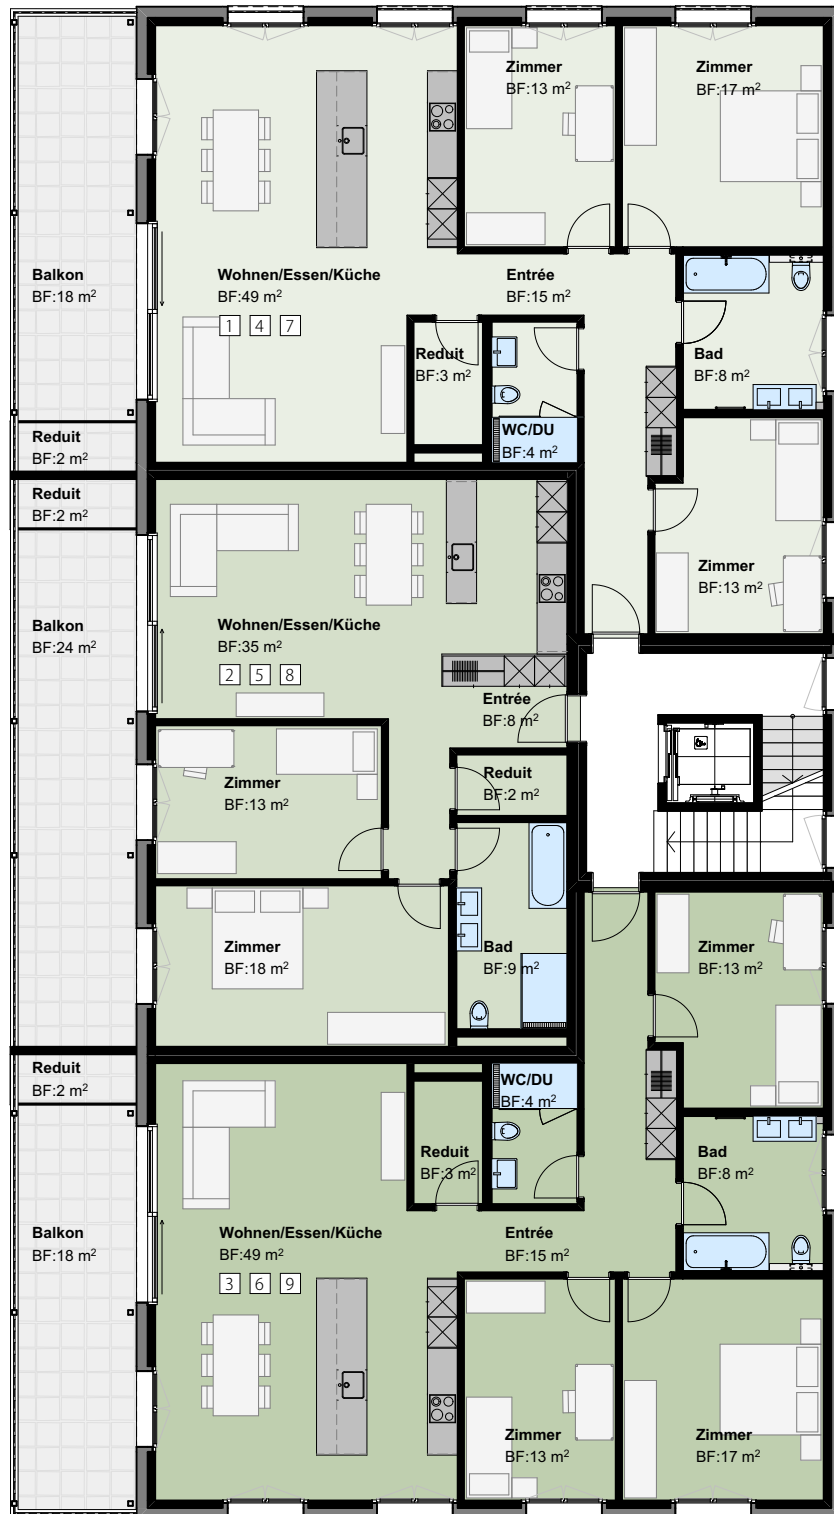 Zimmer
BF:13 m²
Zimmer
BF:17 m²
Balkon
BF:18 m²
Wohnen/Essen/Küche
BF:49 m²
1 4 7
Entrée
BF:15 m²
Reduit
BF:3 m²
Bad
BF:8 m²
Reduit
BF:2 m²
WC/DU
BF:4 m²
Reduit
BF:2 m²
Zimmer
BF:13 m²
Balkon
BF:24 m²
Wohnen/Essen/Küche
BF:35 m²
2 5 8
Entrée
BF:8 m²
Zimmer
BF:13 m²
Reduit
BF:2 m²
Zimmer
BF:18 m²
Bad
BF:9 m²
Zimmer
BF:13 m²
Reduit
BF:2 m²
WC/DU
BF:4 m²
Reduit
BF:3 m²
Bad
BF:8 m²
Balkon
BF:18 m²
Wohnen/Essen/Küche
BF:49 m²
3 6 9
Entrée
BF:15 m²
Zimmer
BF:13 m²
Zimmer
BF:17 m²